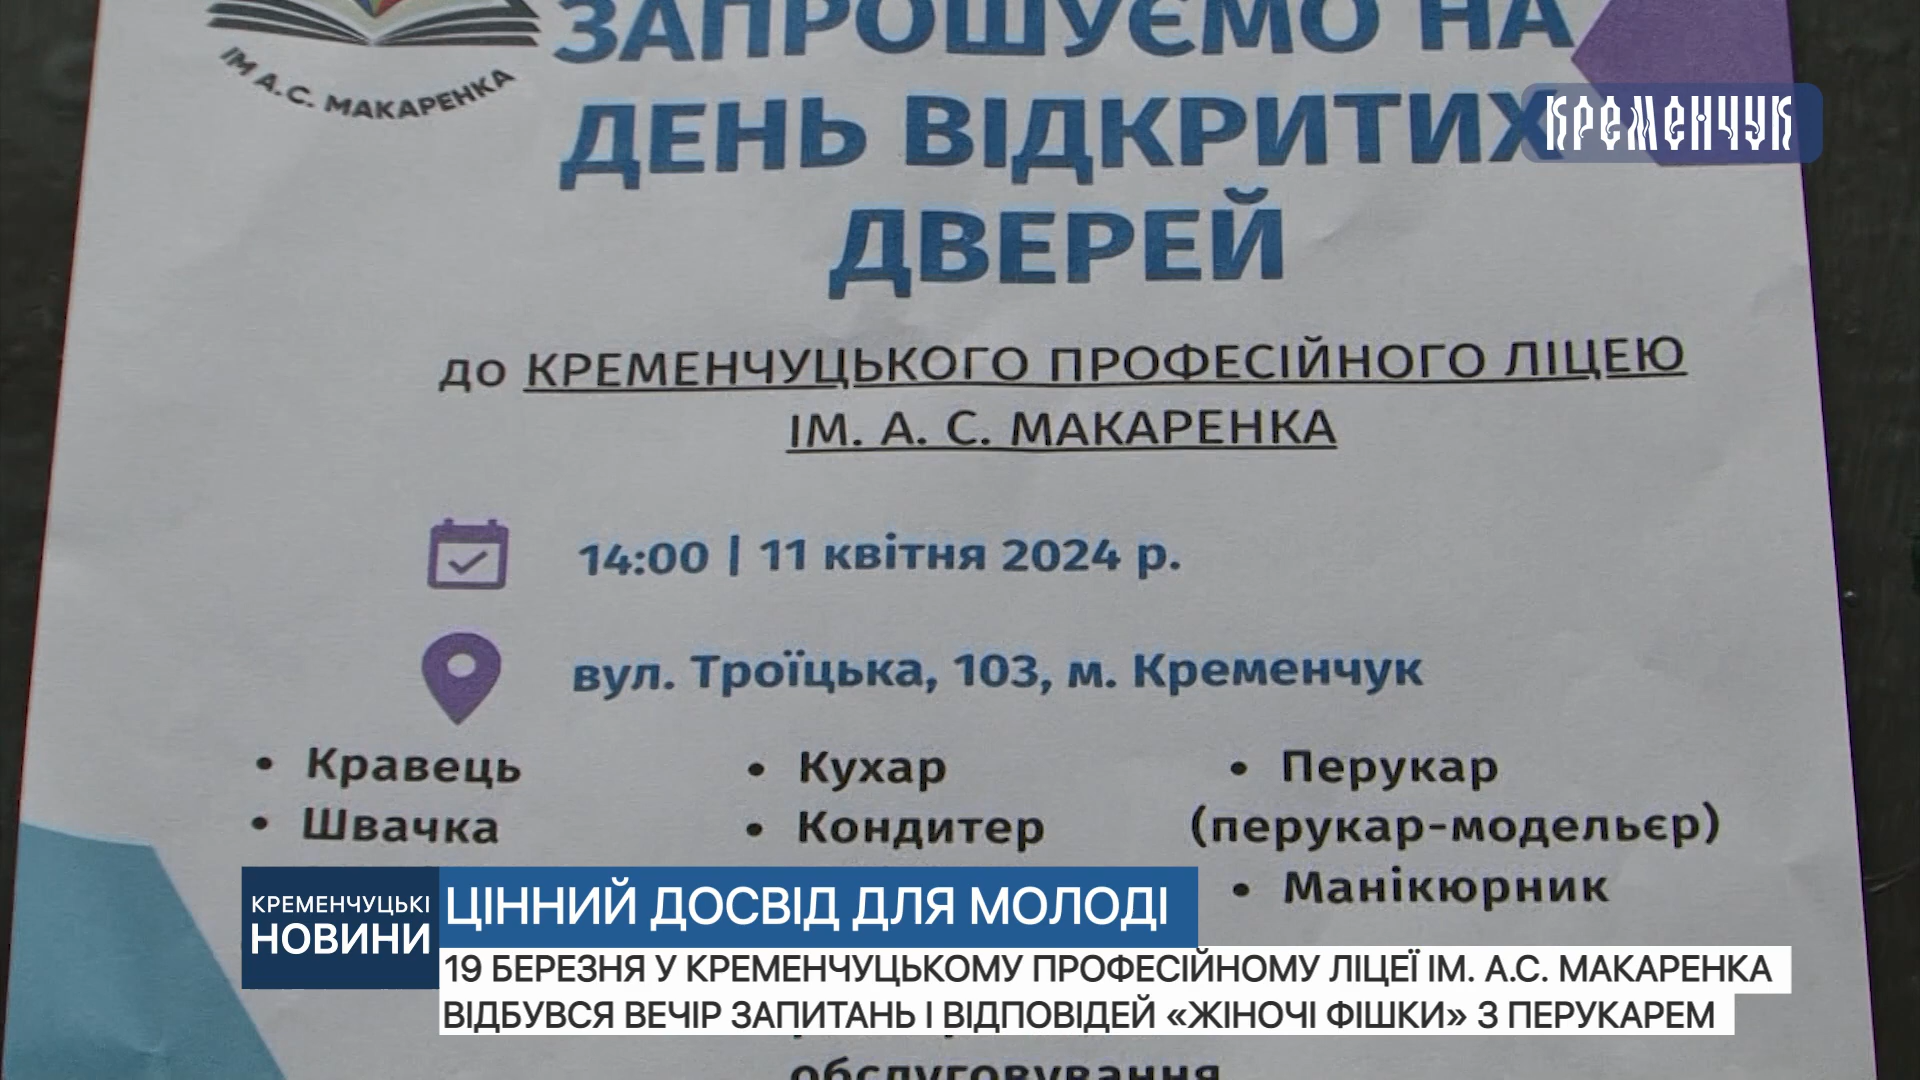 ЗАПРОШУЄМО НА
ІМ А.С. МАКАРЕНКА
КРЕМЕНЧУК
ДЕНЬ ВІДКРИТИХ
ДВЕРЕЙ
до КРЕМЕНЧУЦЬКОГО ПРОФЕСІЙНОГО ЛІЦЕЮ
ІМ. А. С. МАКАРЕНКА
14:00 | 11 квітня 2024 р.
вул. Троїцька, 103, м. Кременчук
• Кравець
• Швачка
• Кухар
• Кондитер
• Перукар
(перукар-модельєр)
• Манікюрник
КРЕМЕНЧУЦЬКІ
НОВИНИ
ЦІННИЙ ДОСВІД ДЛЯ МОЛОДІ
19 БЕРЕЗНЯ У КРЕМЕНЧУЦЬКОМУ ПРОФЕСІЙНОМУ ЛІЦЕЇ ІМ. А.С. МАКАРЕНКА
ВІДБУВСЯ ВЕЧІР ЗАПИТАНЬ І ВІДПОВІДЕЙ «ЖІНОЧІ ФІШКИ» З ПЕРУКАРЕМ
обслуговування